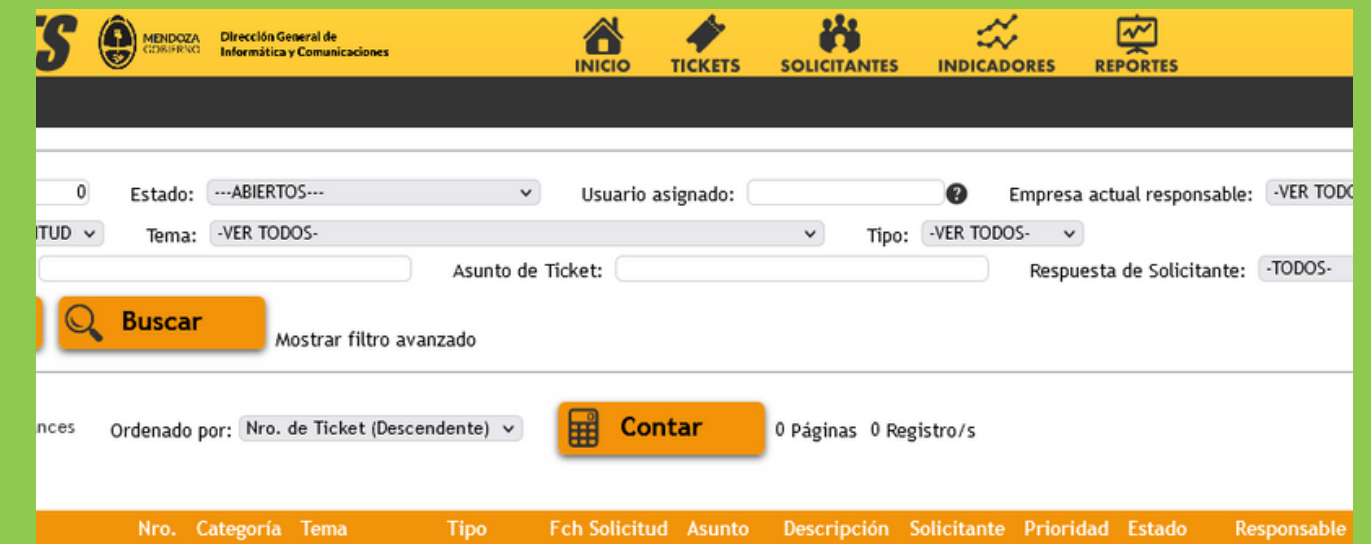 S MENDOZA GOBIERNO Dirección General de Informática y Comunicaciones
INICIO TICKETS SOLICITANTES INDICADORES REPORTES
0 Estado: ---ABIERTOS--- Usuario asignado: ? Empresa actual responsable: -VER TODO
ITUD Tema: -VER TODOS- Tipo: -VER TODOS-
Asunto de Ticket: Respuesta de Solicitante: -TODOS-
Buscar Mostrar filtro avanzado
nces Ordenado por: Nro. de Ticket (Descendente) Contar 0 Páginas 0 Registro/s
Nro. Categoría Tema Tipo Fch Solicitud Asunto Descripción Solicitante Prioridad Estado Responsable